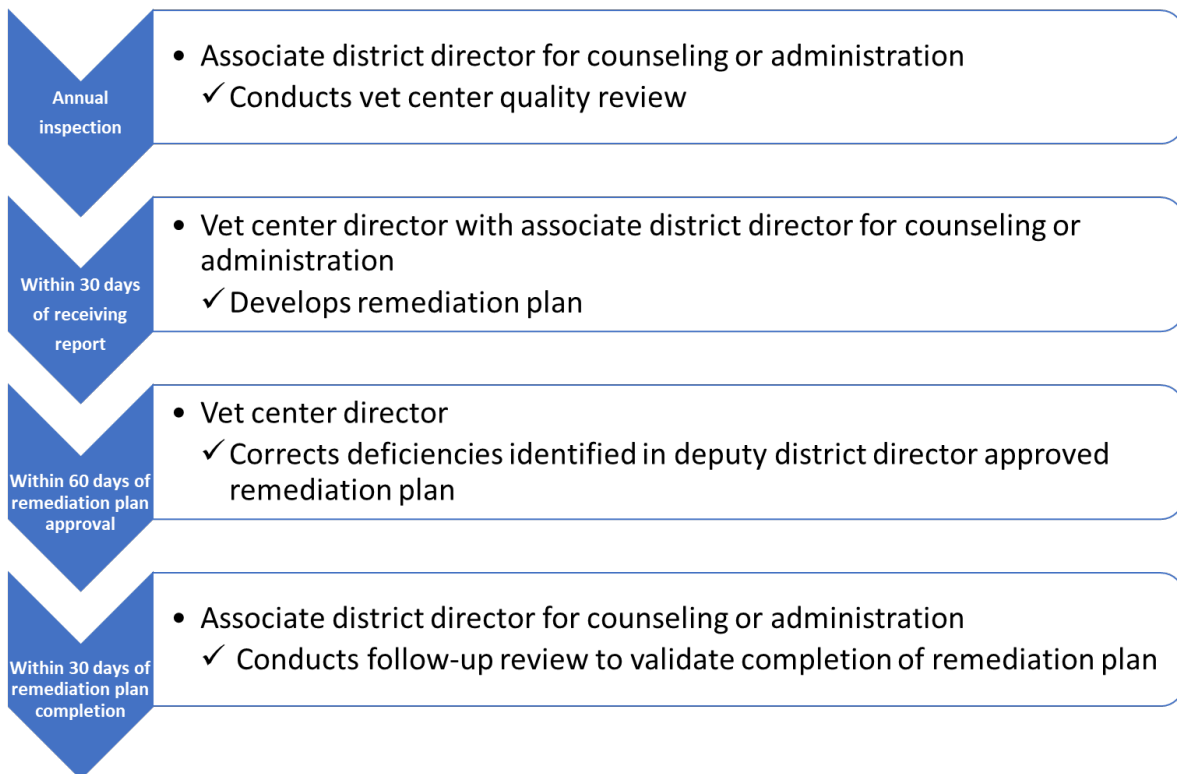 Annual
inspection
• Associate district director for counseling or administration
✓ Conducts vet center quality review
Within 30 days
of receiving
report
• Vet center director with associate district director for counseling or
administration
✓ Develops remediation plan
Within 60 days of
remediation plan
approval
• Vet center director
✓ Corrects deficiencies identified in deputy district director approved
remediation plan
Within 30 days of
remediation plan
completion
• Associate district director for counseling or administration
✓ Conducts follow-up review to validate completion of remediation plan